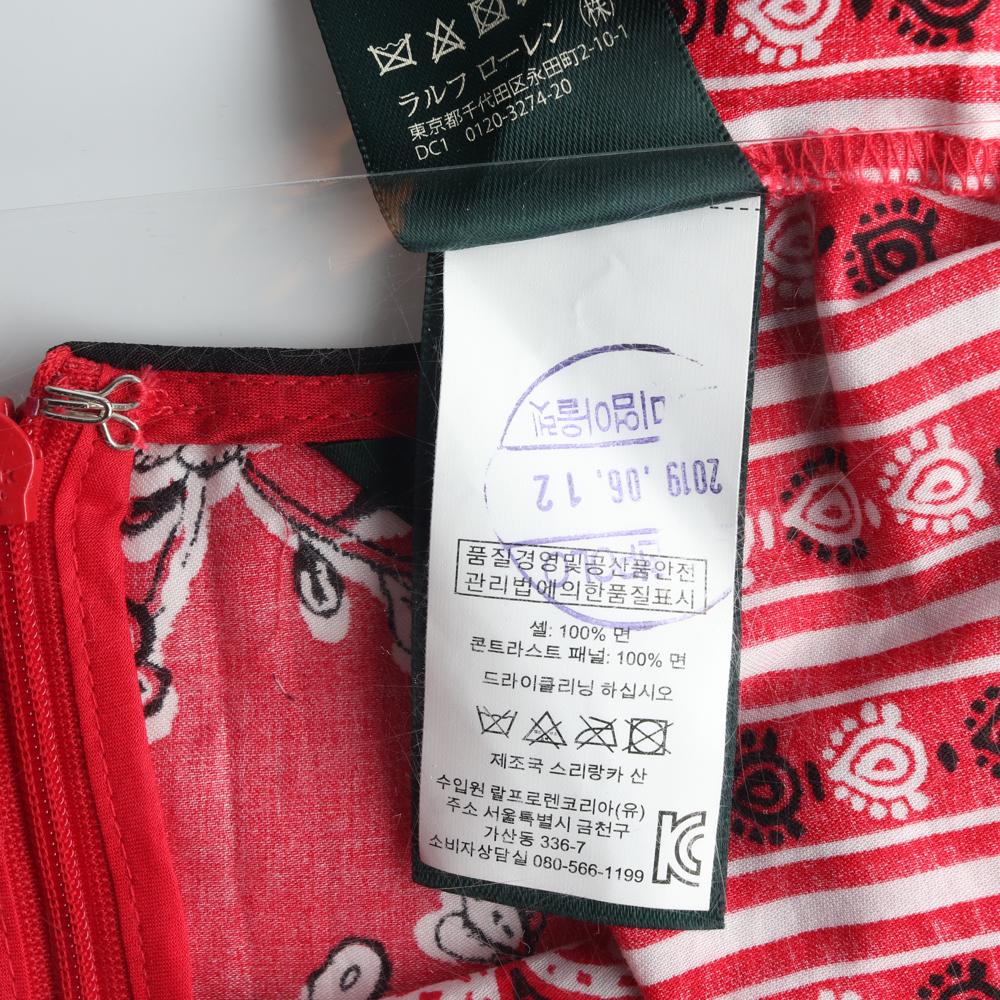 ラルフ ローレン (株)
東京都千代田区永田町2-10-1
DC1 0120-3274-20
2019.06.12
품질경영및공산품안전
관리법에의한품질표시
셸: 100% 면
콘트라스트 패널: 100% 면
드라이클리닝 하십시오
제조국 스리랑카 산
수입원 랄프로렌코리아(유)
주소 서울특별시 금천구
가산동 336-7
소비자상담실 080-566-1199
KC